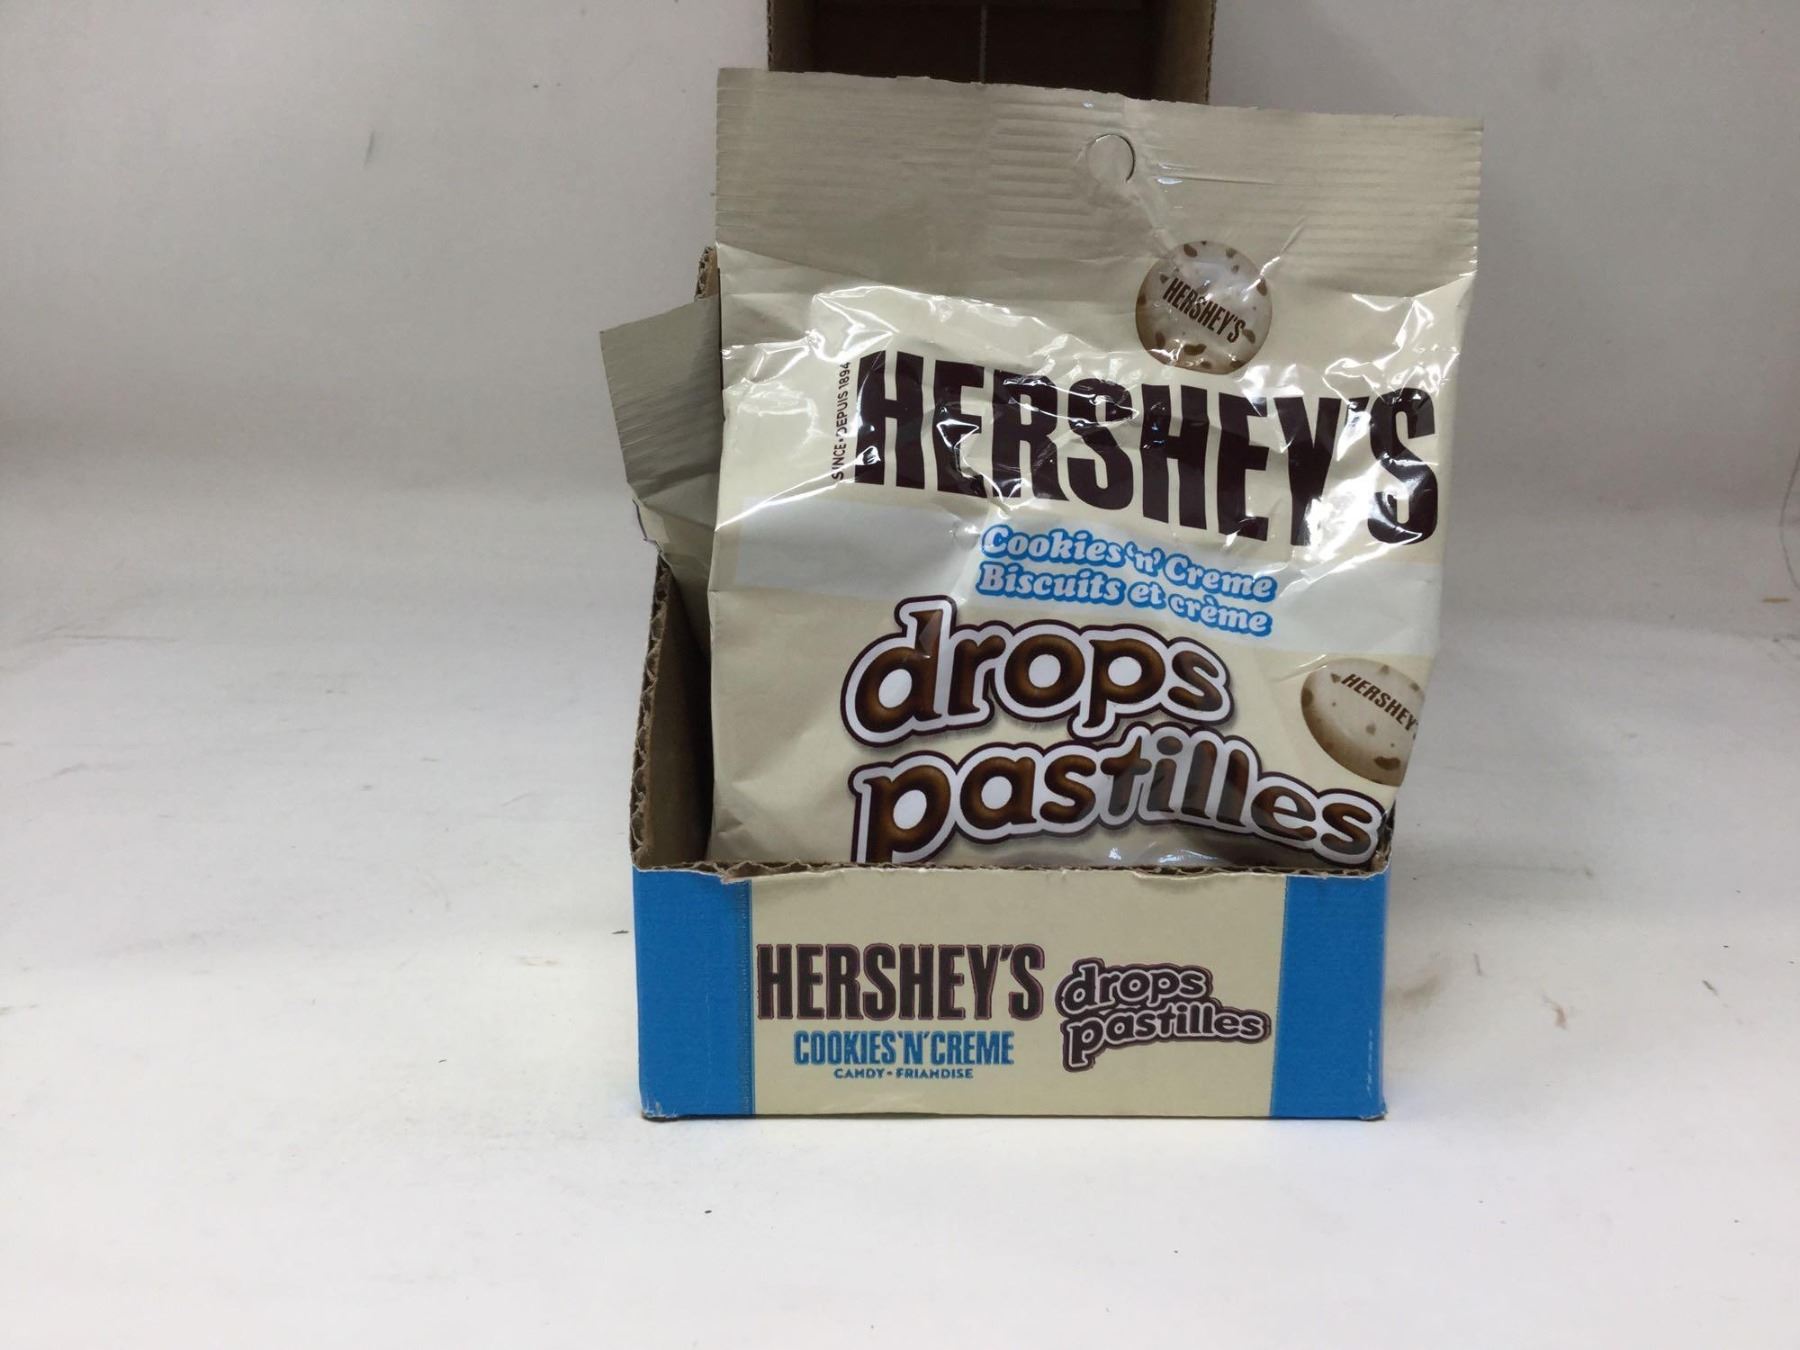 HERSHEY'S
SINCE • DEPUIS 1894
HERSHEY'S
Cookies 'n' Creme
Biscuits et crème
drops
HERSHEY'
pastilles
HERSHEY'S
COOKIES 'N' CREME
CANDY • FRIANDISE
drops
pastilles